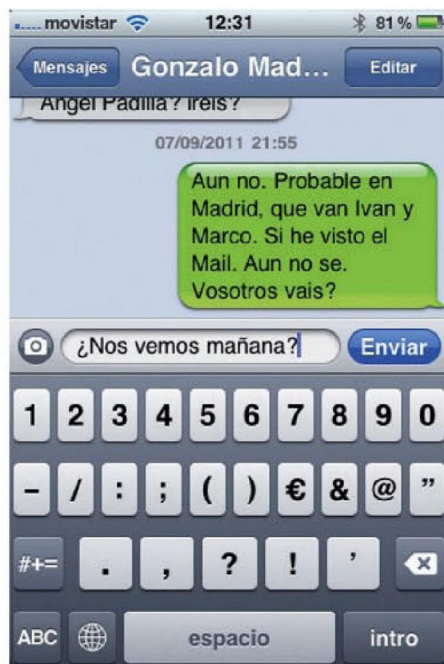 movistar 12:31 81 %
Mensajes Gonzalo Mad... Editar
Angel Padilla? Ireis?
07/09/2011 21:55
Aun no. Probable en
Madrid, que van Ivan y
Marco. Si he visto el
Mail. Aun no se.
Vosotros vais?
¿Nos vemos mañana? Enviar
1 2 3 4 5 6 7 8 9 0
- / : ; ( ) € & @ ”
#+= . , ? ! ’
ABC espacio intro